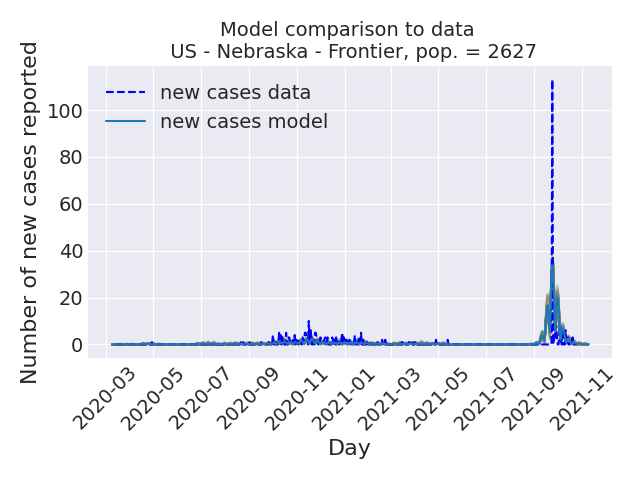 Model comparison to data
US - Nebraska - Frontier, pop. = 2627
Number of new cases reported
new cases data
new cases model
100
80
60
40
20
0
2020-03
2020-05
2020-07
2020-09
2020-11
2021-01
2021-03
2021-05
2021-07
2021-09
2021-11
Day